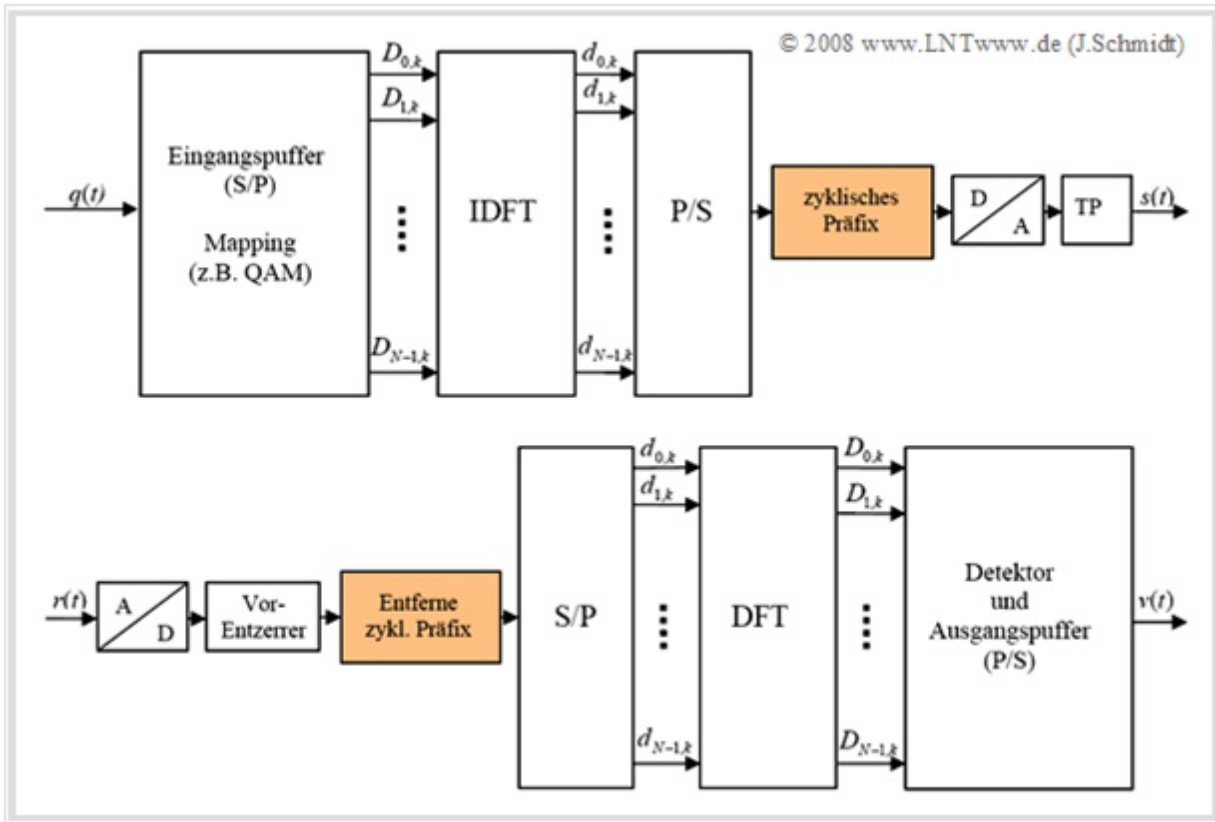 © 2008 www.LNTwww.de (J.Schmidt)
q(t)
Eingangspuffer
(S/P)
Mapping
(z.B. QAM)
D0,k
D1,k
DN−1,k
IDFT
d0,k
d1,k
dN−1,k
P/S
zyklisches
Präfix
D
A
TP
s(t)
r(t)
A
D
Vor-
Entzerrer
Entferne
zykl. Präfix
S/P
d0,k
d1,k
dN−1,k
DFT
D0,k
D1,k
DN−1,k
Detektor
und
Ausgangspuffer
(P/S)
v(t)